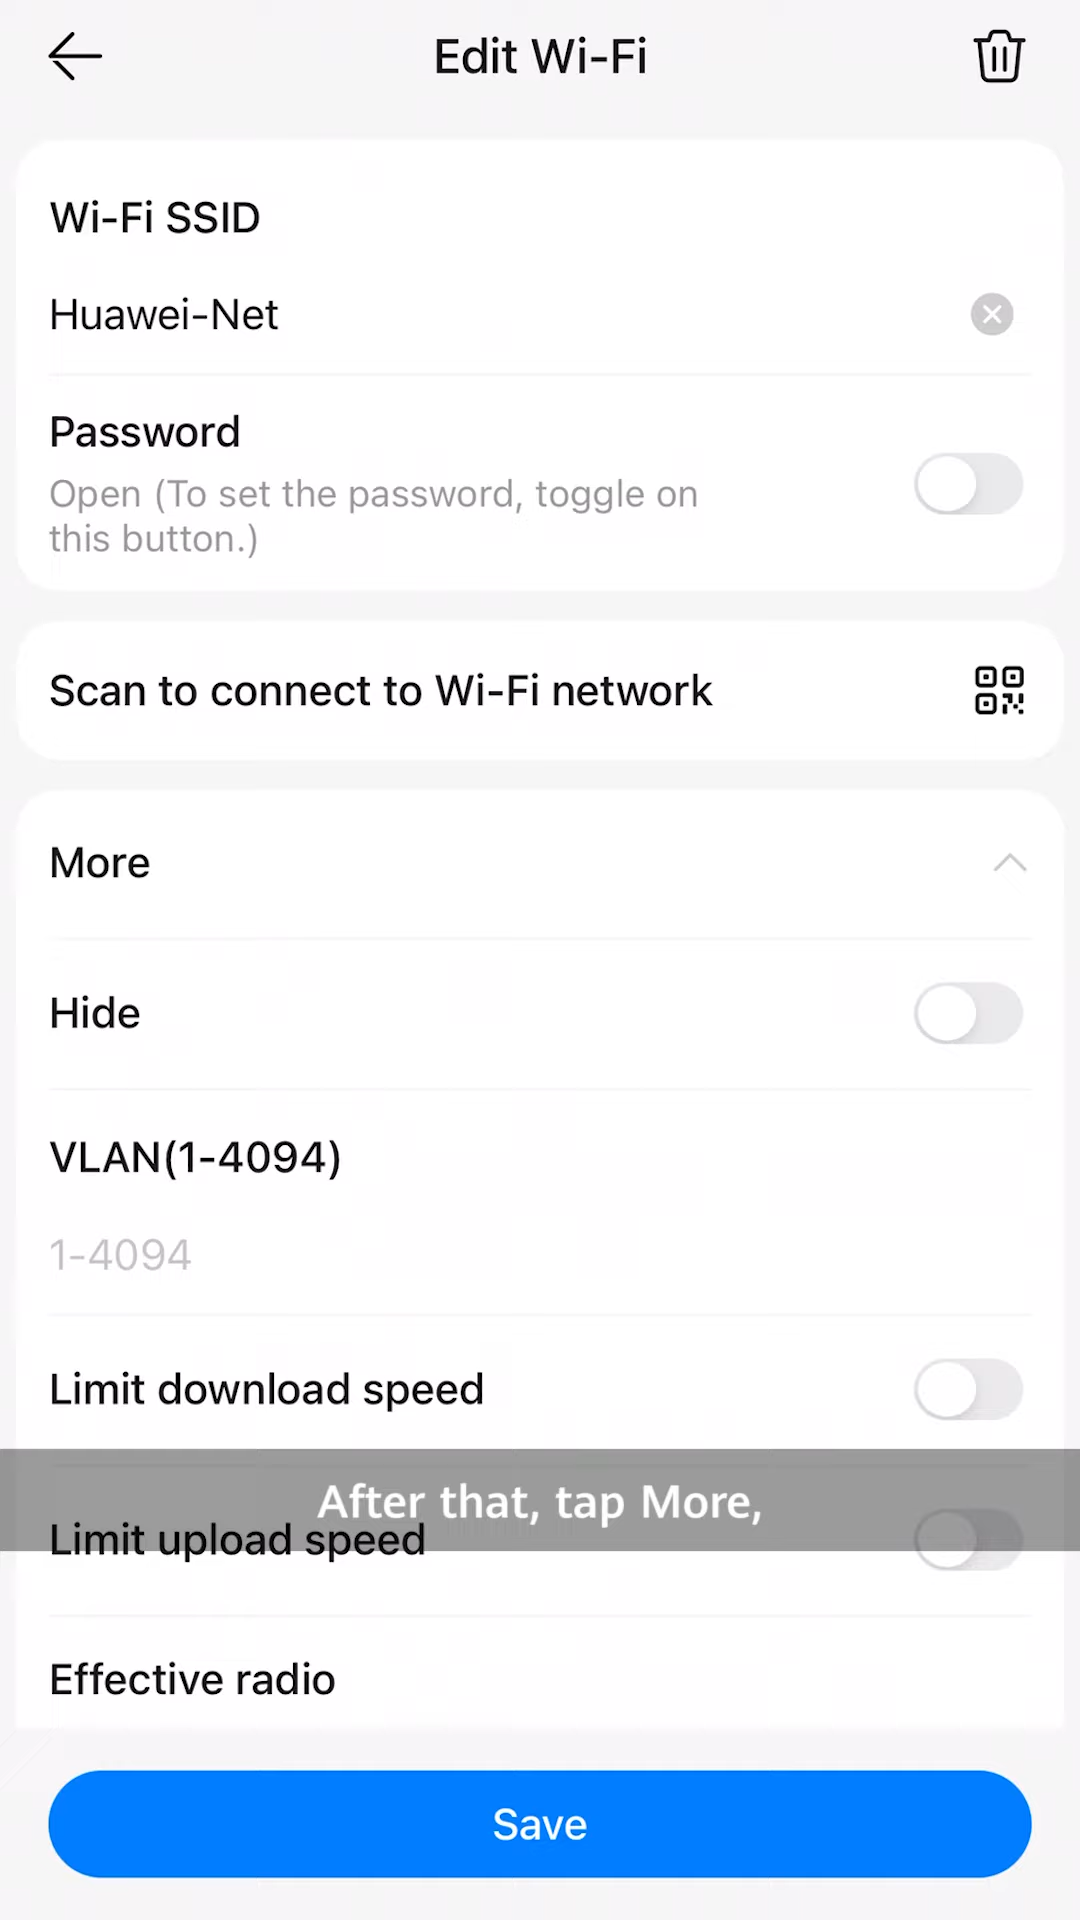 Edit Wi-Fi
Wi-Fi SSID
Huawei-Net
Password
Open (To set the password, toggle on
this button.)
Scan to connect to Wi-Fi network
More
Hide
VLAN(1-4094)
1-4094
Limit download speed
After that, tap More,
Limit upload speed
Effective radio
Save